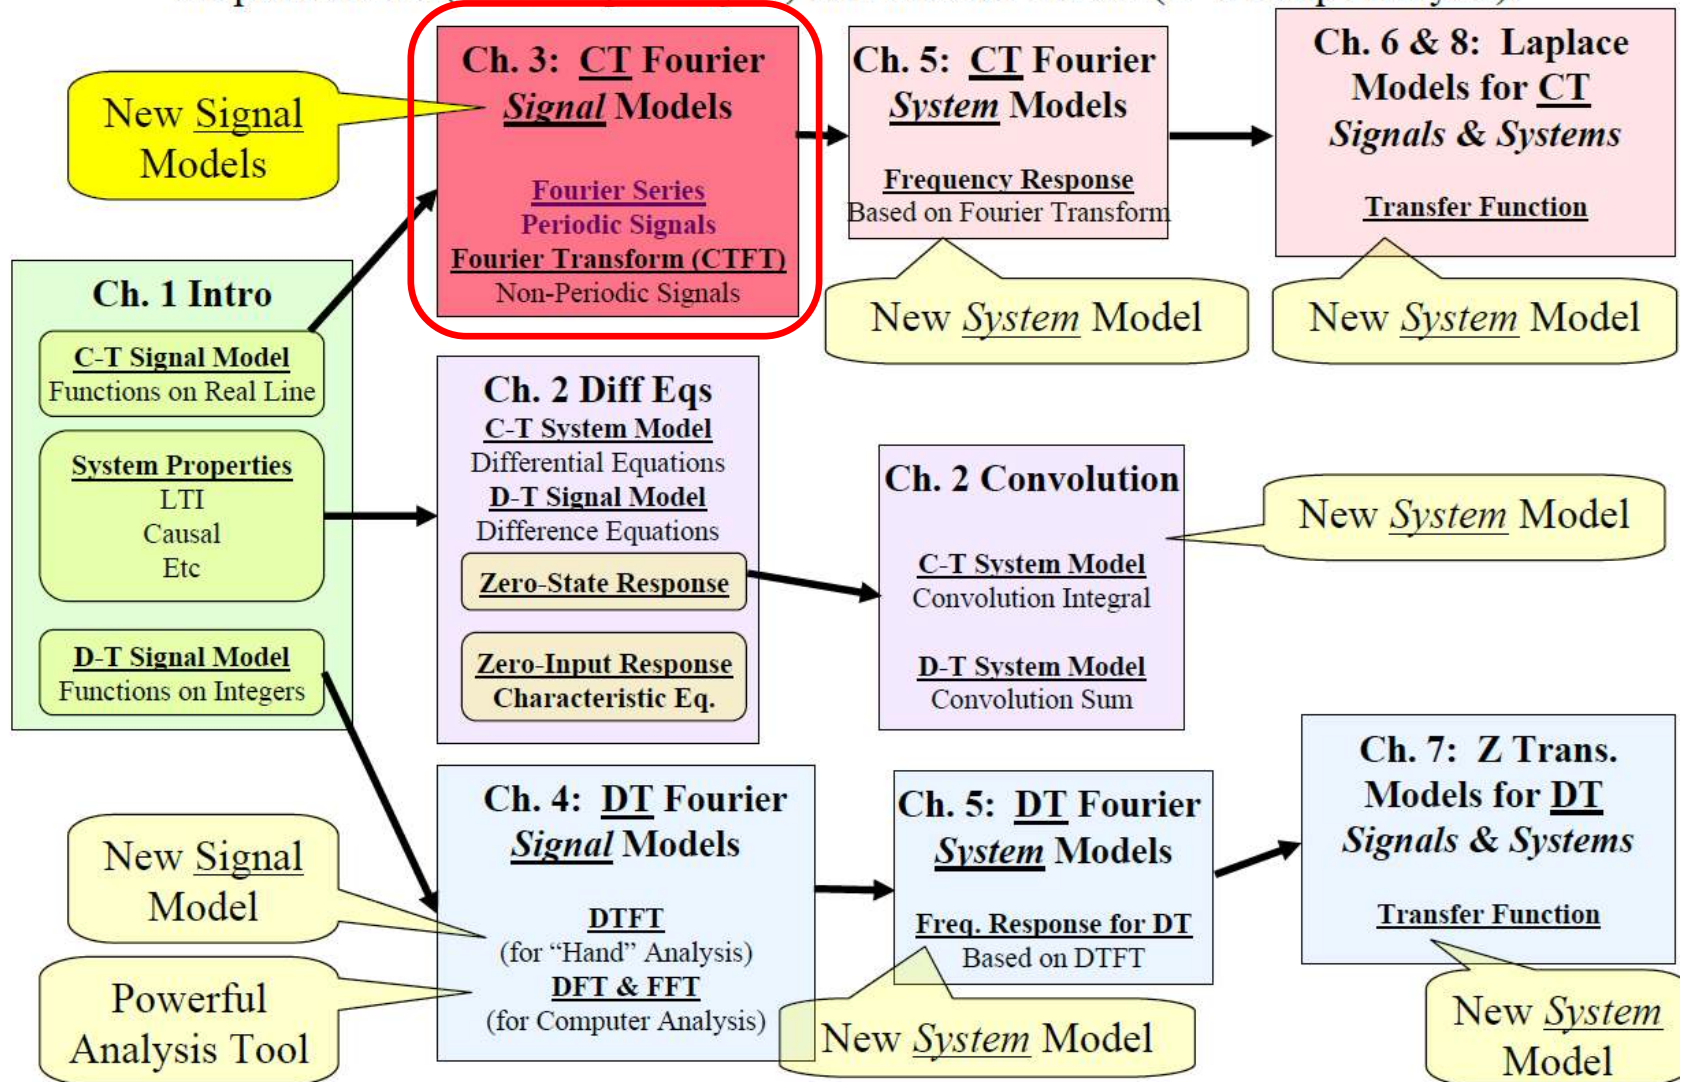 Ch. 3: CT Fourier
Signal Models
Fourier Series
Periodic Signals
Fourier Transform (CTFT)
Non-Periodic Signals
New Signal
Models
Ch. 5: CT Fourier
System Models
Frequency Response
Based on Fourier Transform
New System Model
Ch. 6 & 8: Laplace
Models for CT
Signals & Systems
Transfer Function
New System Model
Ch. 1 Intro
C-T Signal Model
Functions on Real Line
System Properties
LTI
Causal
Etc
D-T Signal Model
Functions on Integers
Ch. 2 Diff Eqs
C-T System Model
Differential Equations
D-T Signal Model
Difference Equations
Zero-State Response
Zero-Input Response
Characteristic Eq.
Ch. 2 Convolution
C-T System Model
Convolution Integral
D-T System Model
Convolution Sum
New System Model
Ch. 4: DT Fourier
Signal Models
DTFT
(for “Hand” Analysis)
DFT & FFT
(for Computer Analysis)
New Signal
Model
Powerful
Analysis Tool
Ch. 5: DT Fourier
System Models
Freq. Response for DT
Based on DTFT
New System Model
Ch. 7: Z Trans.
Models for DT
Signals & Systems
Transfer Function
New System
Model